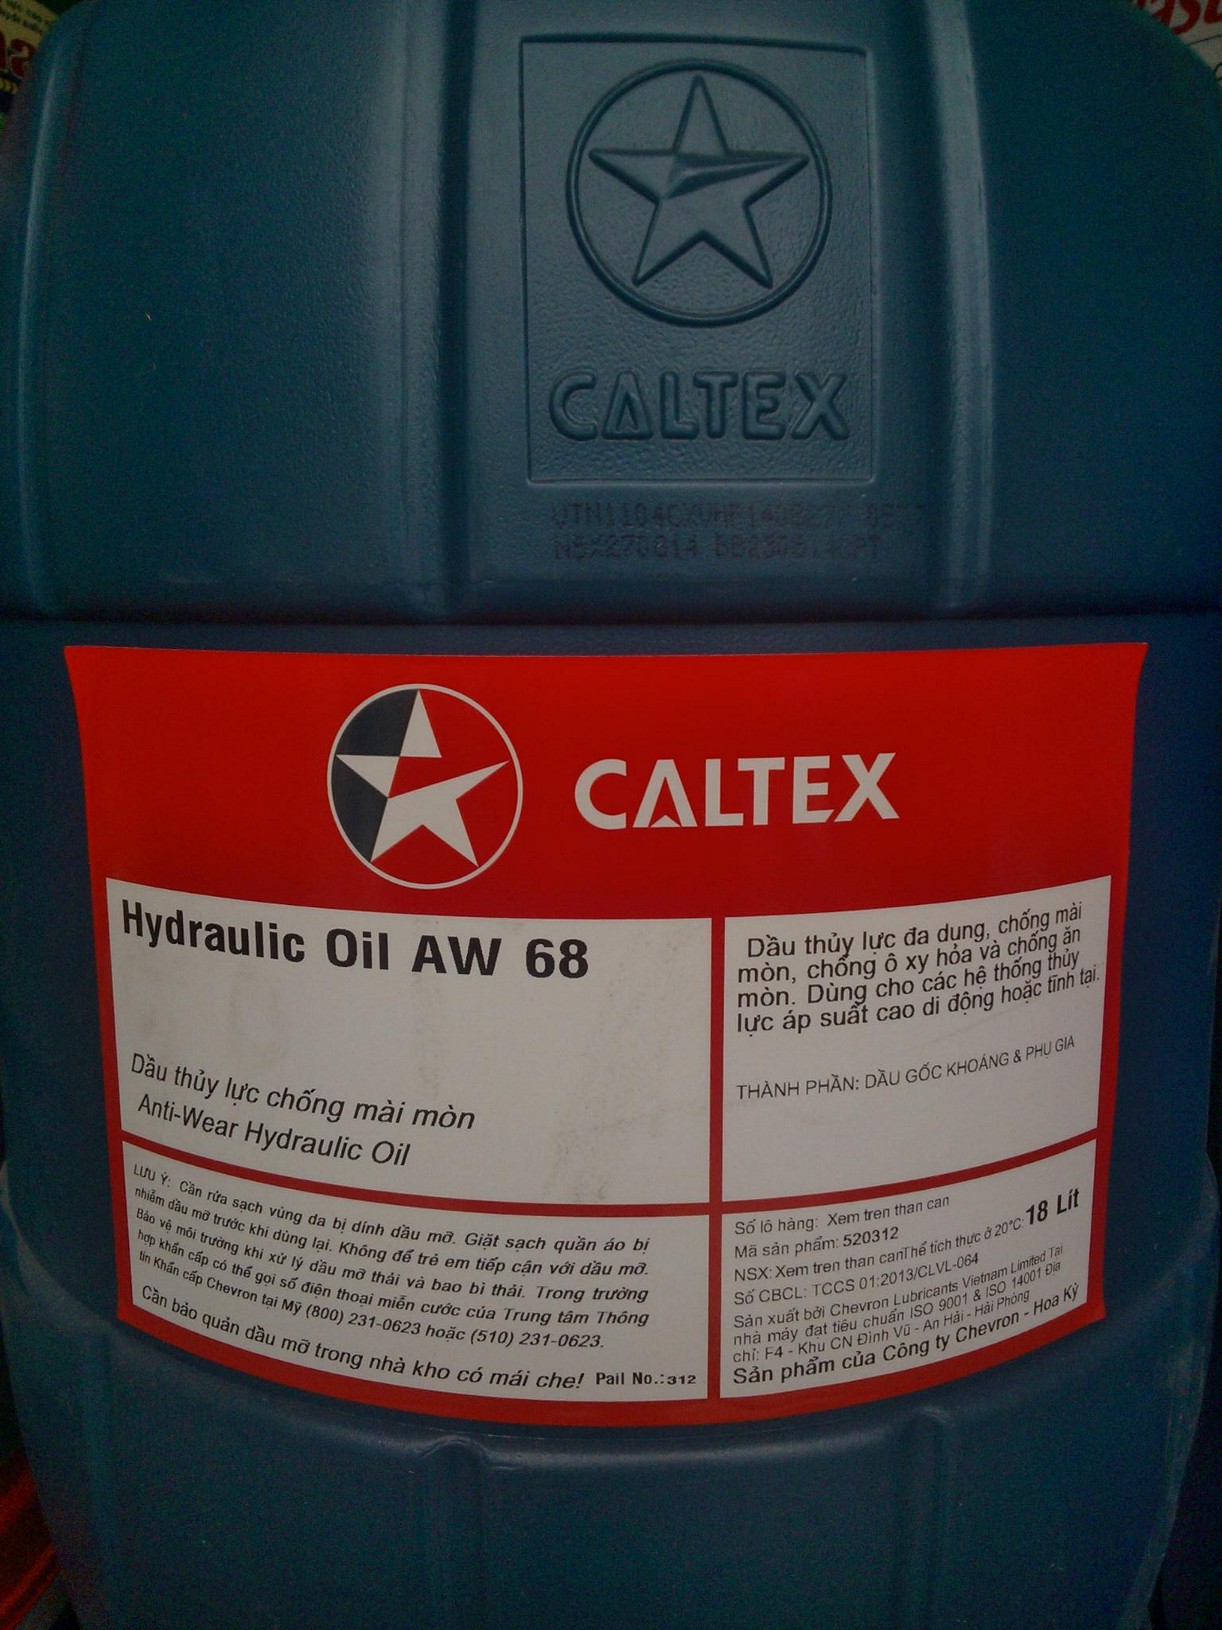 CALTEX
CALTEX
Hydraulic Oil AW 68
Dầu thủy lực chống mài mòn
Anti-Wear Hydraulic Oil
Dầu thủy lực đa dụng, chống mài
mòn, chống ô xy hóa và chống ăn
mòn. Dùng cho các hệ thống thủy
lực áp suất cao di động hoặc tĩnh tại.
THÀNH PHẦN: DẦU GỐC KHOÁNG & PHỤ GIA
LƯU Ý: Cần rửa sạch vùng da bị dính dầu mỡ. Giặt sạch quần áo bị
nhiễm dầu mỡ trước khi dùng lại. Không để trẻ em tiếp cận với dầu mỡ.
Bảo vệ môi trường khi xử lý dầu mỡ thải và bao bì thải. Trong trường
hợp khẩn cấp có thể gọi số điện thoại miễn cước của Trung tâm Thông
tin Khẩn cấp Chevron tại Mỹ (800) 231-0623 hoặc (510) 231-0623.
Cần bảo quản dầu mỡ trong nhà kho có mái che! Pail No.:312
Số lô hàng: Xem tren than can
Mã sản phẩm: 520312
NSX: Xem tren than canThể tích thực ở 20°C: 18 Lít
Số CBCL: TCCS 01:2013/CLVL-064
Sản xuất bởi Chevron Lubricants Vietnam Limited Tại
nhà máy đạt tiêu chuẩn ISO 9001 & ISO 14001 Địa
chỉ: F4 - Khu CN Đình Vũ - An Hải - Hải Phòng
Sản phẩm của Công ty Chevron - Hoa Kỳ